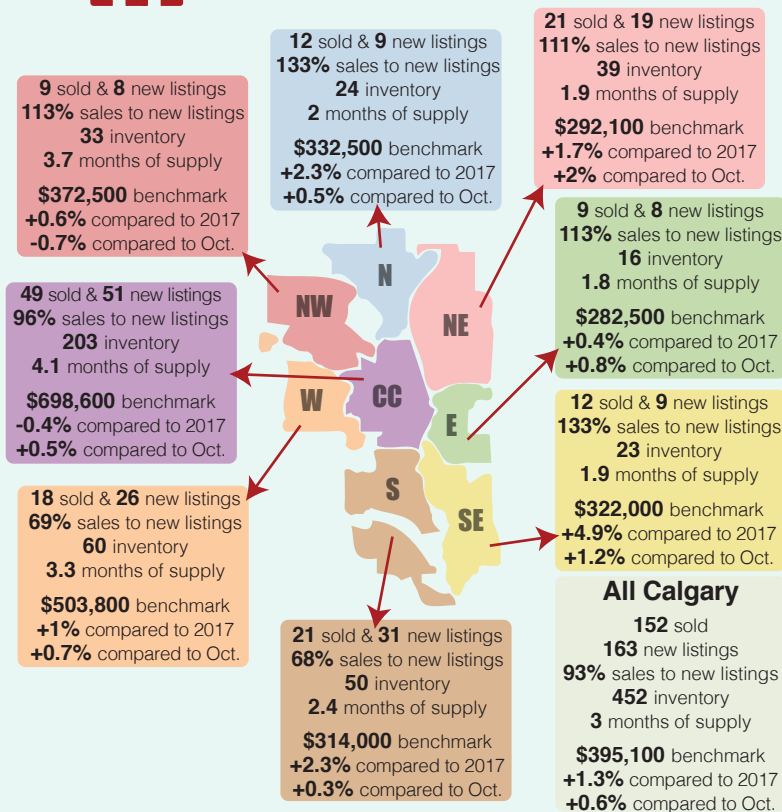 12 sold & 9 new listings
133% sales to new listings
24 inventory
2 months of supply
$332,500 benchmark
+2.3% compared to 2017
+0.5% compared to Oct.
21 sold & 19 new listings
111% sales to new listings
39 inventory
1.9 months of supply
$292,100 benchmark
+1.7% compared to 2017
+2% compared to Oct.
9 sold & 8 new listings
113% sales to new listings
33 inventory
3.7 months of supply
$372,500 benchmark
+0.6% compared to 2017
-0.7% compared to Oct.
9 sold & 8 new listings
113% sales to new listings
16 inventory
1.8 months of supply
$282,500 benchmark
+0.4% compared to 2017
+0.8% compared to Oct.
N
NW
NE
W
CC
E
S
SE
49 sold & 51 new listings
96% sales to new listings
203 inventory
4.1 months of supply
$698,600 benchmark
-0.4% compared to 2017
+0.5% compared to Oct.
12 sold & 9 new listings
133% sales to new listings
23 inventory
1.9 months of supply
$322,000 benchmark
+4.9% compared to 2017
+1.2% compared to Oct.
18 sold & 26 new listings
69% sales to new listings
60 inventory
3.3 months of supply
$503,800 benchmark
+1% compared to 2017
+0.7% compared to Oct.
21 sold & 31 new listings
68% sales to new listings
50 inventory
2.4 months of supply
$314,000 benchmark
+2.3% compared to 2017
+0.3% compared to Oct.
All Calgary
152 sold
163 new listings
93% sales to new listings
452 inventory
3 months of supply
$395,100 benchmark
+1.3% compared to 2017
+0.6% compared to Oct.